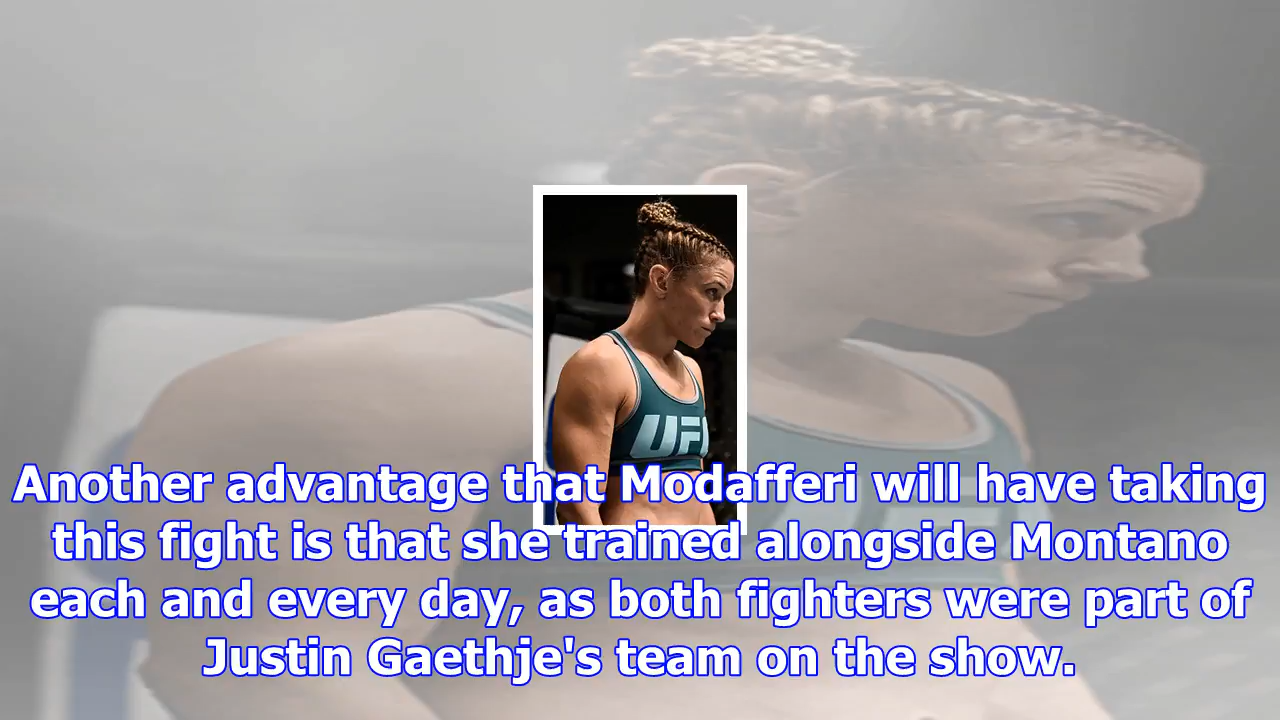 UFC
Another advantage that Modafferi will have taking
this fight is that she trained alongside Montano
each and every day, as both fighters were part of
Justin Gaethje's team on the show.